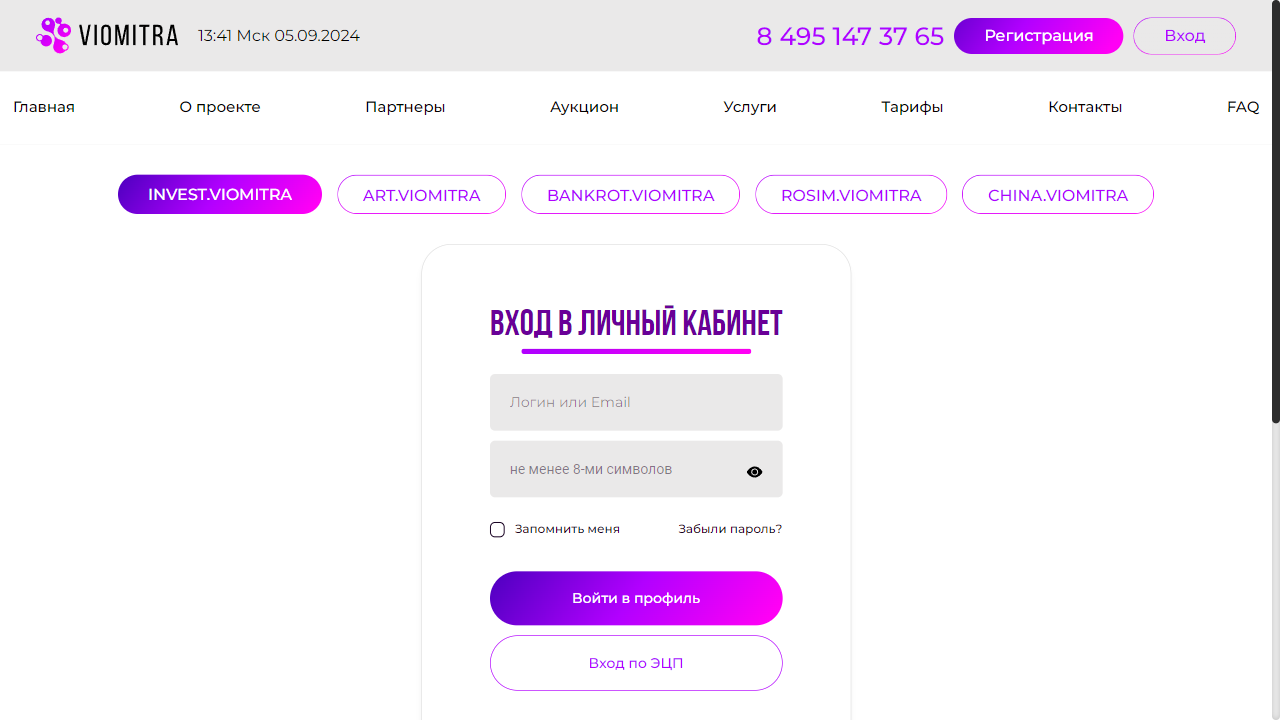 VIOMITRA 13:41 Мск 05.09.2024 8 495 147 37 65 Регистрация Вход
Главная О проекте Партнеры Аукцион Услуги Тарифы Контакты FAQ
INVEST.VIOMITRA ART.VIOMITRA BANKROT.VIOMITRA ROSIM.VIOMITRA CHINA.VIOMITRA
ВХОД В ЛИЧНЫЙ КАБИНЕТ
Логин или Email
не менее 8-ми символов
Запомнить меня Забыли пароль?
Войти в профиль
Вход по ЭЦП